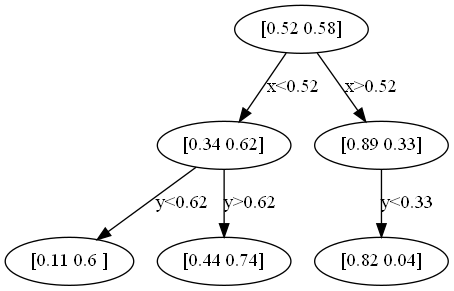 [0.52 0.58]
x<0.52
x>0.52
[0.34 0.62]
[0.89 0.33]
y<0.62
y>0.62
y<0.33
[0.11 0.6 ]
[0.44 0.74]
[0.82 0.04]